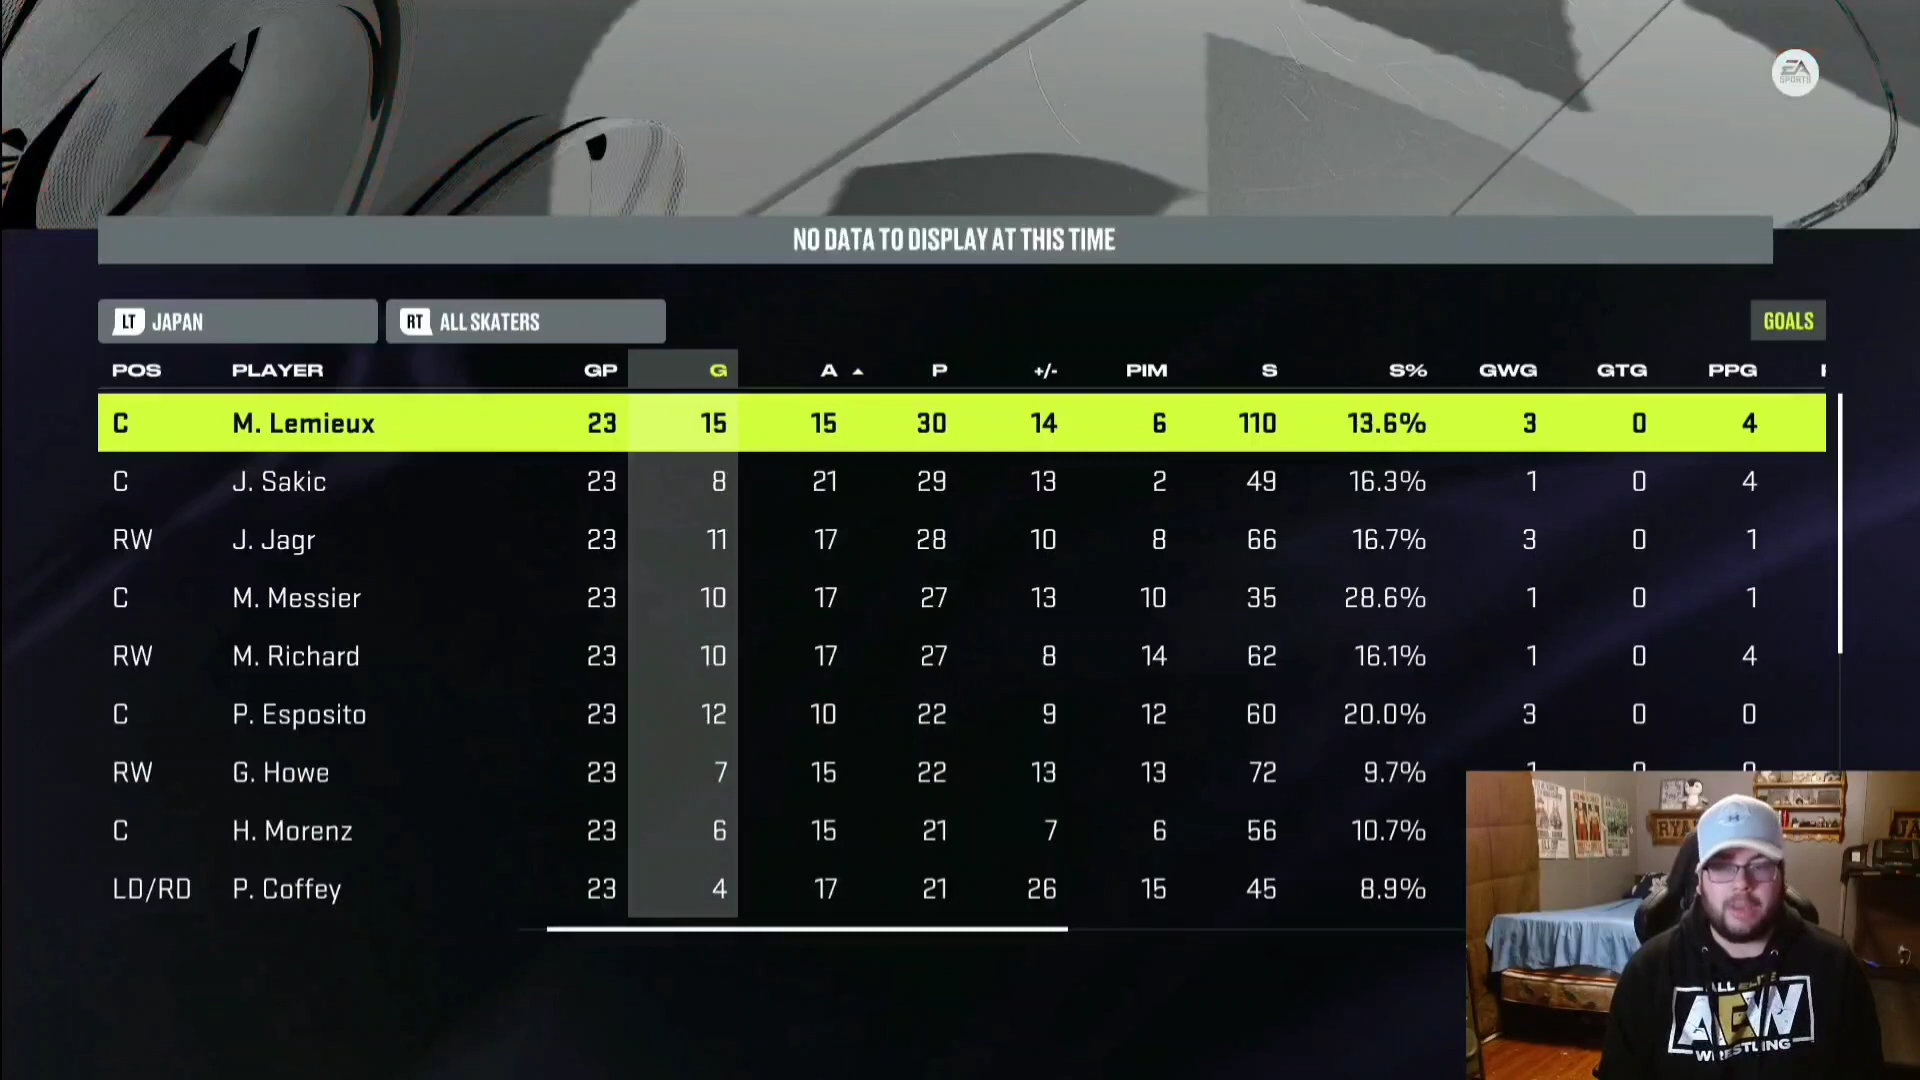 EA
SPORTS
NO DATA TO DISPLAY AT THIS TIME
LT JAPAN
RT ALL SKATERS
GOALS
POS PLAYER GP G A P +/- PIM S S% GWG GTG PPG
C M. Lemieux 23 15 15 30 14 6 110 13.6% 3 0 4
C J. Sakic 23 8 21 29 13 2 49 16.3% 1 0 4
RW J. Jagr 23 11 17 28 10 8 66 16.7% 3 0 1
C M. Messier 23 10 17 27 13 10 35 28.6% 1 0 1
RW M. Richard 23 10 17 27 8 14 62 16.1% 1 0 4
C P. Esposito 23 12 10 22 9 12 60 20.0% 3 0 0
RW G. Howe 23 7 15 22 13 13 72 9.7%
C H. Morenz 23 6 15 21 7 6 56 10.7%
LD/RD P. Coffey 23 4 17 21 26 15 45 8.9%
RYA
ALL ELITE
AEW
WRESTLING